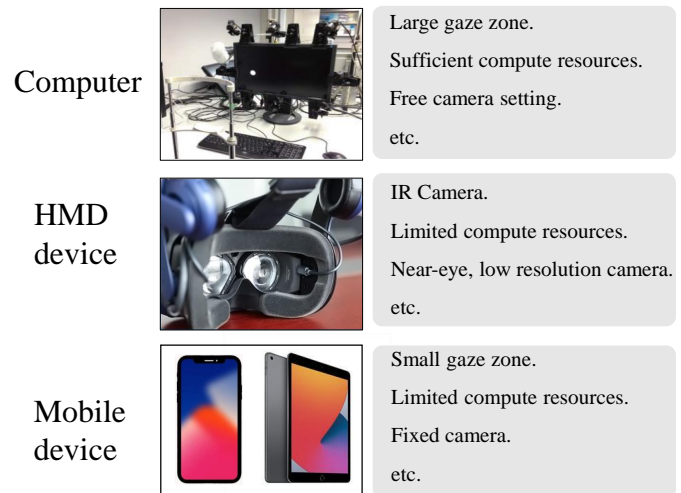 Computer
Large gaze zone.
Sufficient compute resources.
Free camera setting.
etc.
HMD
device
IR Camera.
Limited compute resources.
Near-eye, low resolution camera.
etc.
Mobile
device
Small gaze zone.
Limited compute resources.
Fixed camera.
etc.